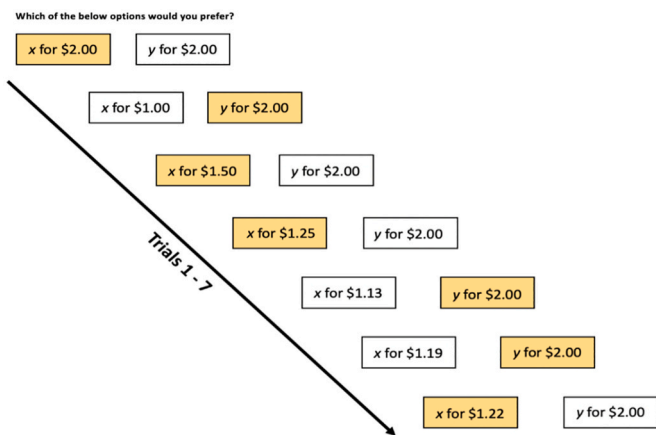 Which of the below options would you prefer?
x for $2.00 y for $2.00
x for $1.00 y for $2.00
x for $1.50 y for $2.00
x for $1.25 y for $2.00
Trials 1 - 7
x for $1.13 y for $2.00
x for $1.19 y for $2.00
x for $1.22 y for $2.00